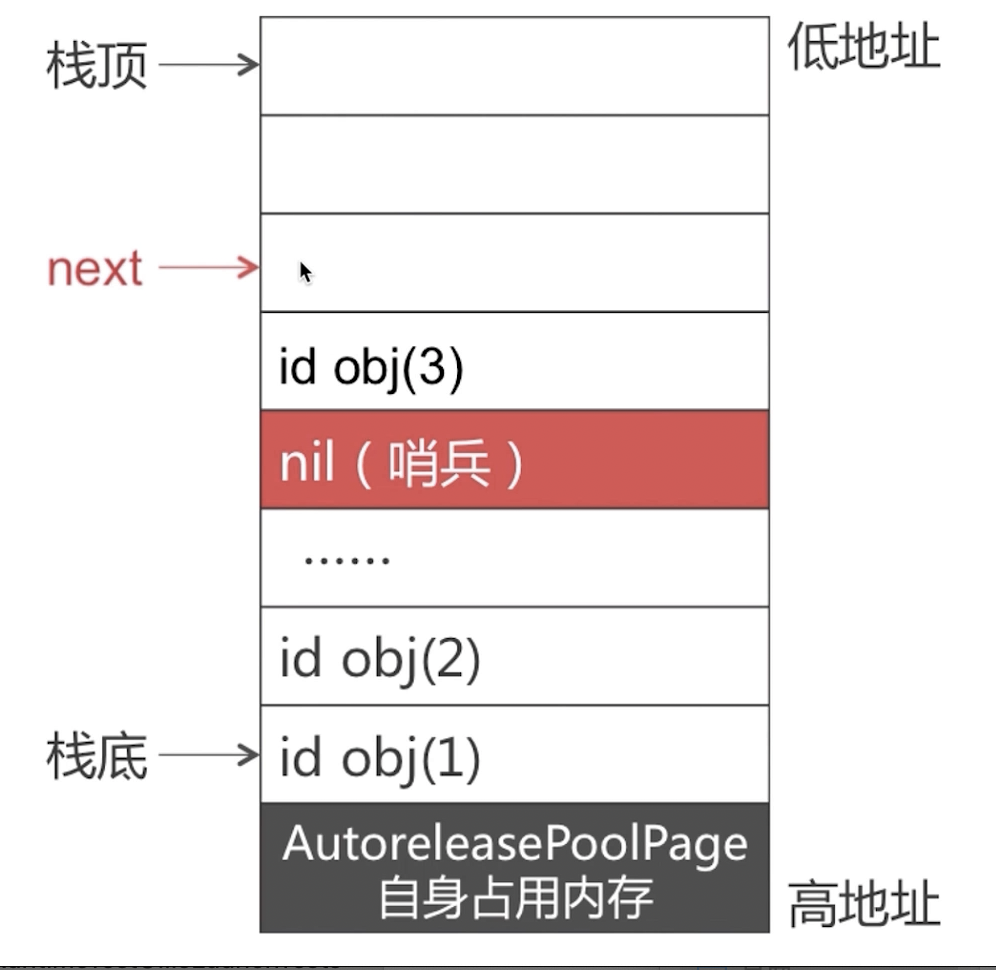 栈顶
低地址
next
id obj(3)
nil（哨兵）
......
id obj(2)
栈底
id obj(1)
AutoreleasePoolPage
自身占用内存
高地址